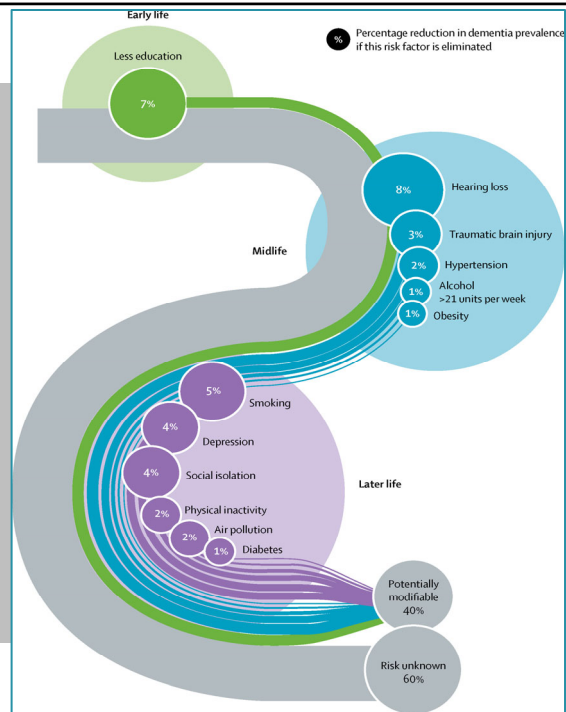 Early life
% Percentage reduction in dementia prevalence
if this risk factor is eliminated
Less education
7%
8% Hearing loss
3% Traumatic brain injury
Midlife
2% Hypertension
1% Alcohol
>21 units per week
1% Obesity
5% Smoking
4% Depression
4% Social isolation
Later life
2% Physical inactivity
2% Air pollution
1% Diabetes
Potentially
modifiable
40%
Risk unknown
60%